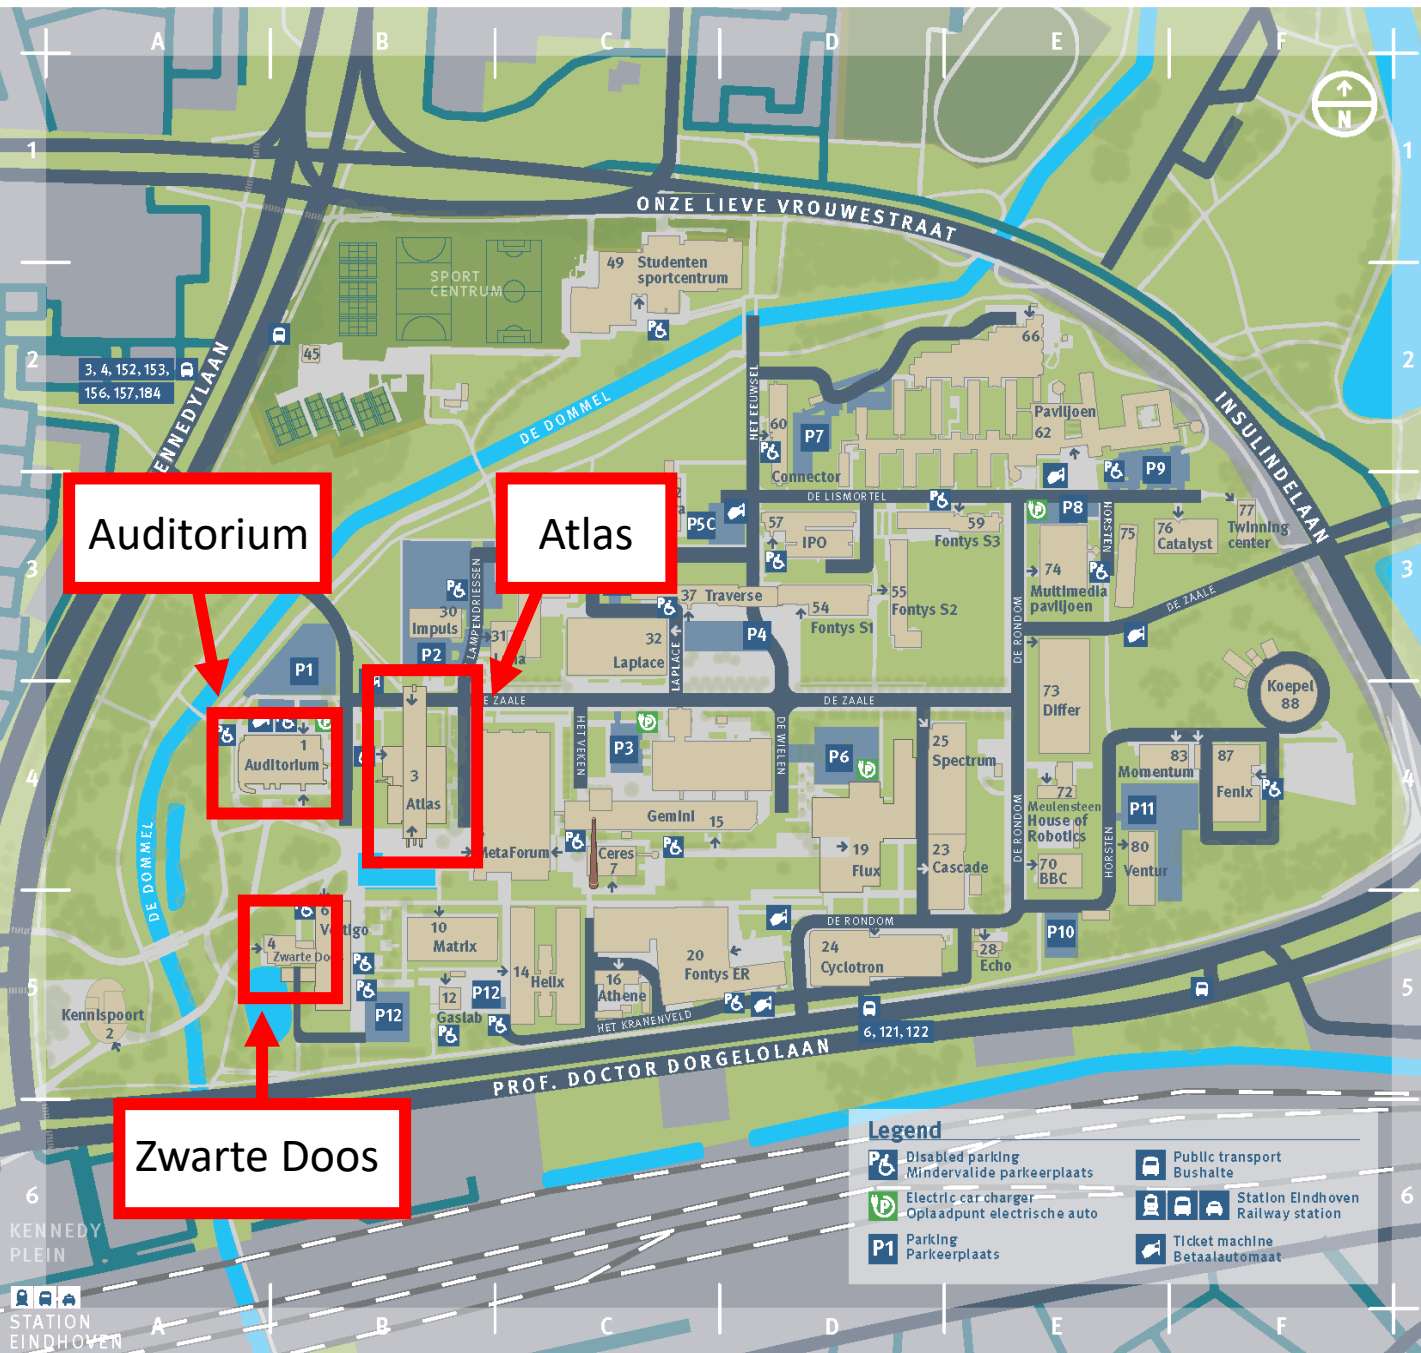 A
B
C
D
E
F
1
1
N
ONZE LIEVE VROUWESTRAAT
49 Studenten
sportcentrum
SPORT
CENTRUM
2
2
3, 4, 152, 153,
156, 157, 184
45
66
DE DOMMEL
HET EEUWSEL
INSULINDELAAN
60
P7
Connector
Paviljoen
62
P9
DE LISMORTEL
Auditorium
Atlas
P5C
57
IPO
59
Fontys S3
P8
HORSTEN
75
76
Catalyst
77
Twinning
center
3
3
LAMPENDRIESSEN
30
Impuls
31
P2
P1
37 Traverse
32
Laplace
LAPLACE
P4
54
Fontys S1
55
Fontys S2
DE RONDOM
74
Multimedia
paviljoen
DE ZAALE
DE ZAALE
73
Differ
Koepel
88
1
Auditorium
3
Atlas
HET VEKEN
P3
DE WIELEN
P6
25
Spectrum
83
Momentum
87
Fenix
4
4
72
Meulensteen
House of
Robotics
P11
Gemini 15
MetaForum
Ceres
7
19
Flux
23
Cascade
DE RONDOM
70
BBC
HORSTEN
80
Ventur
DE DOMMEL
6
4
Zwarte
10
Matrix
14 Helix
20
Fontys ER
DE RONDOM
24
Cyclotron
28
Echo
P10
5
5
Kennispoort
2
P12
12
Gaslab
P12
16
Athene
HET KRANENVELD
6, 121, 122
PROF. DOCTOR DORGELOLAAN
Zwarte Doos
Legend
Disabled parking
Mindervalide parkeerplaats
Electric car charger
Oplaadpunt electrische auto
P1 Parking
Parkeerplaats
Public transport
Bushalte
Station Eindhoven
Railway station
Ticket machine
Betaalautomaat
6
6
KENNEDY
PLEIN
STATION
EINDHOVEN
A
B
C
D
E
F